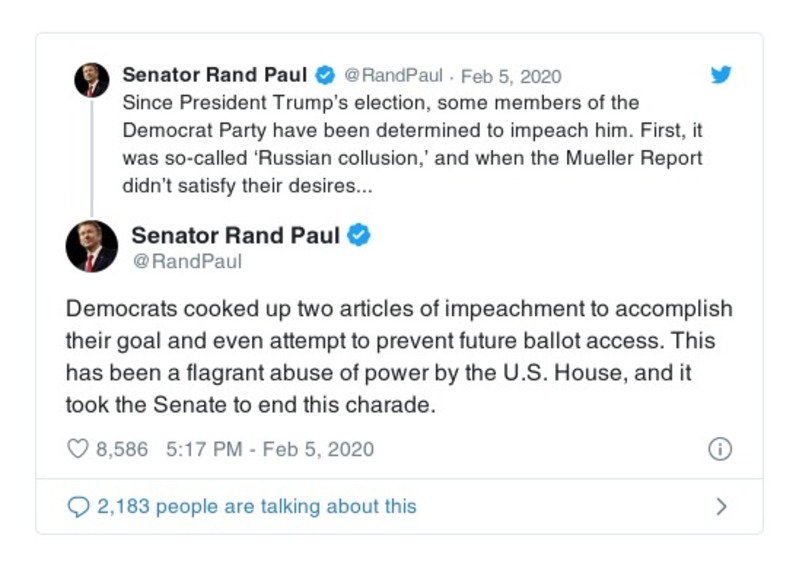 Senator Rand Paul @RandPaul · Feb 5, 2020
Since President Trump’s election, some members of the
Democrat Party have been determined to impeach him. First, it
was so-called ‘Russian collusion,’ and when the Mueller Report
didn’t satisfy their desires...
Senator Rand Paul
@RandPaul
Democrats cooked up two articles of impeachment to accomplish
their goal and even attempt to prevent future ballot access. This
has been a flagrant abuse of power by the U.S. House, and it
took the Senate to end this charade.
8,586 5:17 PM - Feb 5, 2020
2,183 people are talking about this